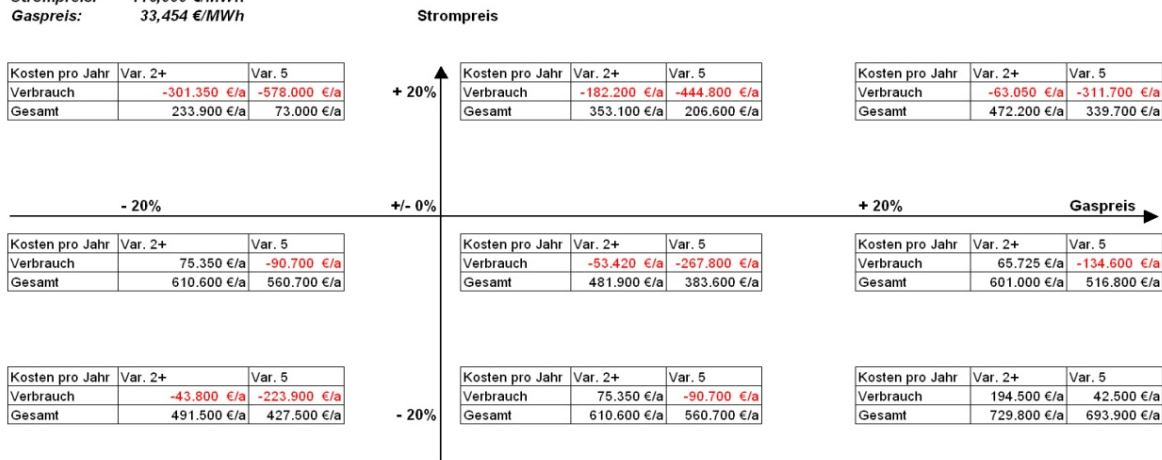 Gaspreis: 33,454 €/MWh
Strompreis
Kosten pro Jahr Var. 2+ Var. 5
Verbrauch -301.350 €/a -578.000 €/a
Gesamt 233.900 €/a 73.000 €/a
+ 20%
Kosten pro Jahr Var. 2+ Var. 5
Verbrauch -182.200 €/a -444.800 €/a
Gesamt 353.100 €/a 206.600 €/a
Kosten pro Jahr Var. 2+ Var. 5
Verbrauch -63.050 €/a -311.700 €/a
Gesamt 472.200 €/a 339.700 €/a
- 20% +/- 0% + 20% Gaspreis
Kosten pro Jahr Var. 2+ Var. 5
Verbrauch 75.350 €/a -90.700 €/a
Gesamt 610.600 €/a 560.700 €/a
Kosten pro Jahr Var. 2+ Var. 5
Verbrauch -53.420 €/a -267.800 €/a
Gesamt 481.900 €/a 383.600 €/a
Kosten pro Jahr Var. 2+ Var. 5
Verbrauch 65.725 €/a -134.600 €/a
Gesamt 601.000 €/a 516.800 €/a
Kosten pro Jahr Var. 2+ Var. 5
Verbrauch -43.800 €/a -223.900 €/a
Gesamt 491.500 €/a 427.500 €/a
- 20%
Kosten pro Jahr Var. 2+ Var. 5
Verbrauch 75.350 €/a -90.700 €/a
Gesamt 610.600 €/a 560.700 €/a
Kosten pro Jahr Var. 2+ Var. 5
Verbrauch 194.500 €/a 42.500 €/a
Gesamt 729.800 €/a 693.900 €/a